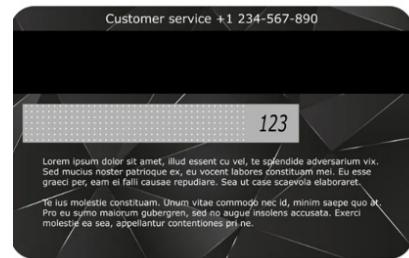 Customer service +1 234-567-890
123
Lorem ipsum dolor sit amet, illud essent cu vel, te splendide adversarium vix.
Sed mucius noster patrioque ex, eu vocent labores constituam mei. Eu esse
graeci per, eam ei falli causae repudiare. Sea ut case scaevola elaboraret.
Te ius molestie constituam. Unum vitae commodo nec id, minim saepe quo at.
Pro eu sumo maiorum gubergren, sed no augue insolens accusata. Exerci
molestie ea sea, appellantur contentiones pri ne.